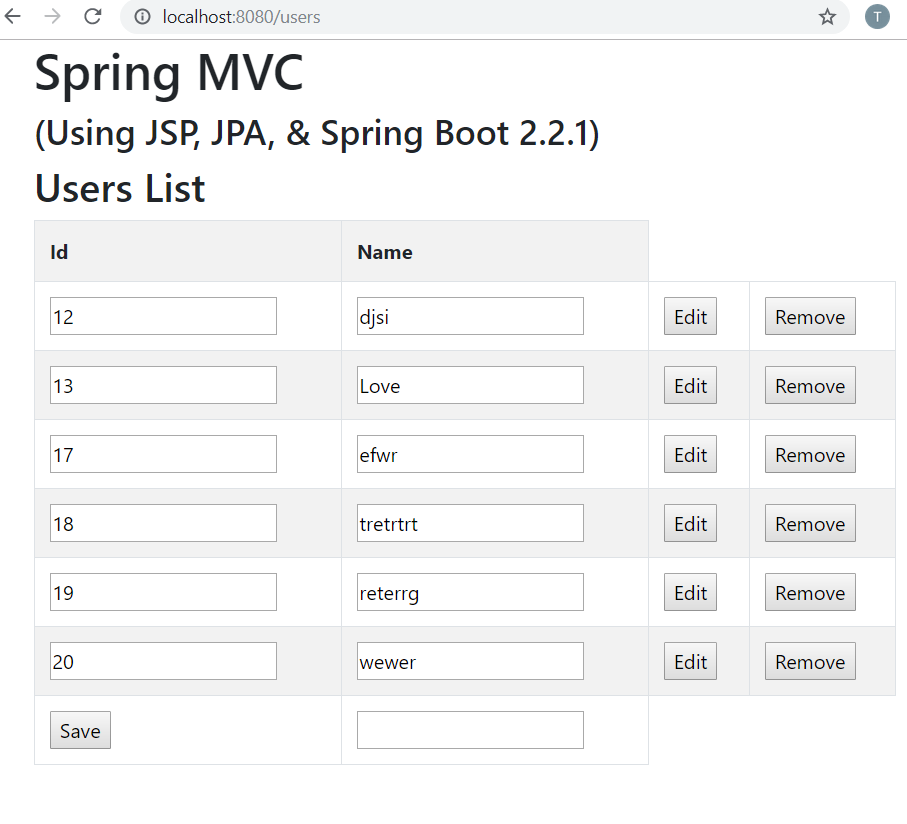 localhost:8080/users
T
Spring MVC
(Using JSP, JPA, & Spring Boot 2.2.1)
Users List
Id Name
12 djsi Edit Remove
13 Love Edit Remove
17 efwr Edit Remove
18 tretrtrt Edit Remove
19 reterrg Edit Remove
20 wewer Edit Remove
Save